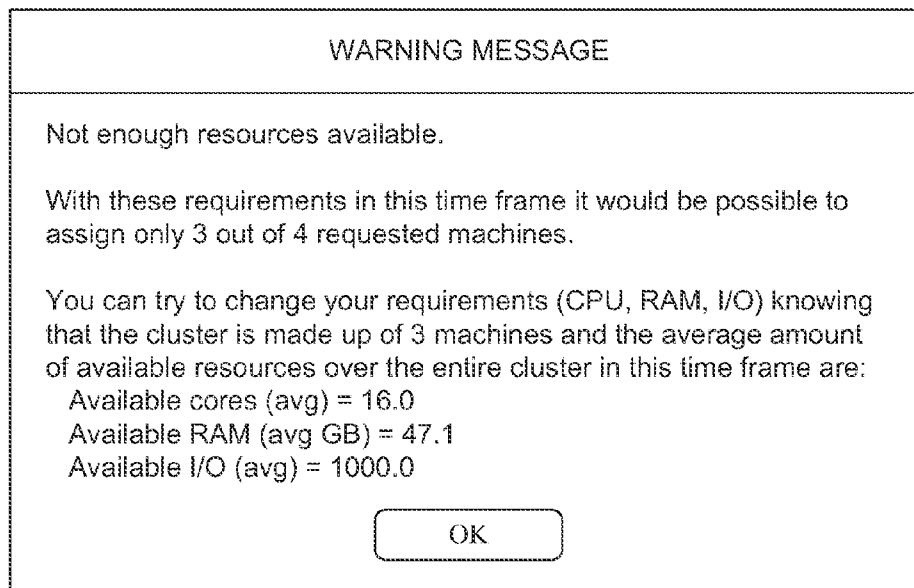 WARNING MESSAGE
Not enough resources available.
With these requirements in this time frame it would be possible to
assign only 3 out of 4 requested machines.
You can try to change your requirements (CPU, RAM, I/O) knowing
that the cluster is made up of 3 machines and the average amount
of available resources over the entire cluster in this time frame are:
Available cores (avg) = 16.0
Available RAM (avg GB) = 47.1
Available I/O (avg) = 1000.0
OK